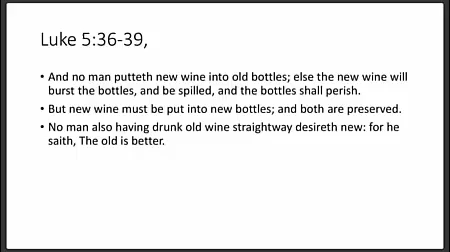 Luke 5:36-39,
• And no man putteth new wine into old bottles; else the new wine will
burst the bottles, and be spilled, and the bottles shall perish.
• But new wine must be put into new bottles; and both are preserved.
• No man also having drunk old wine straightway desireth new: for he
saith, The old is better.